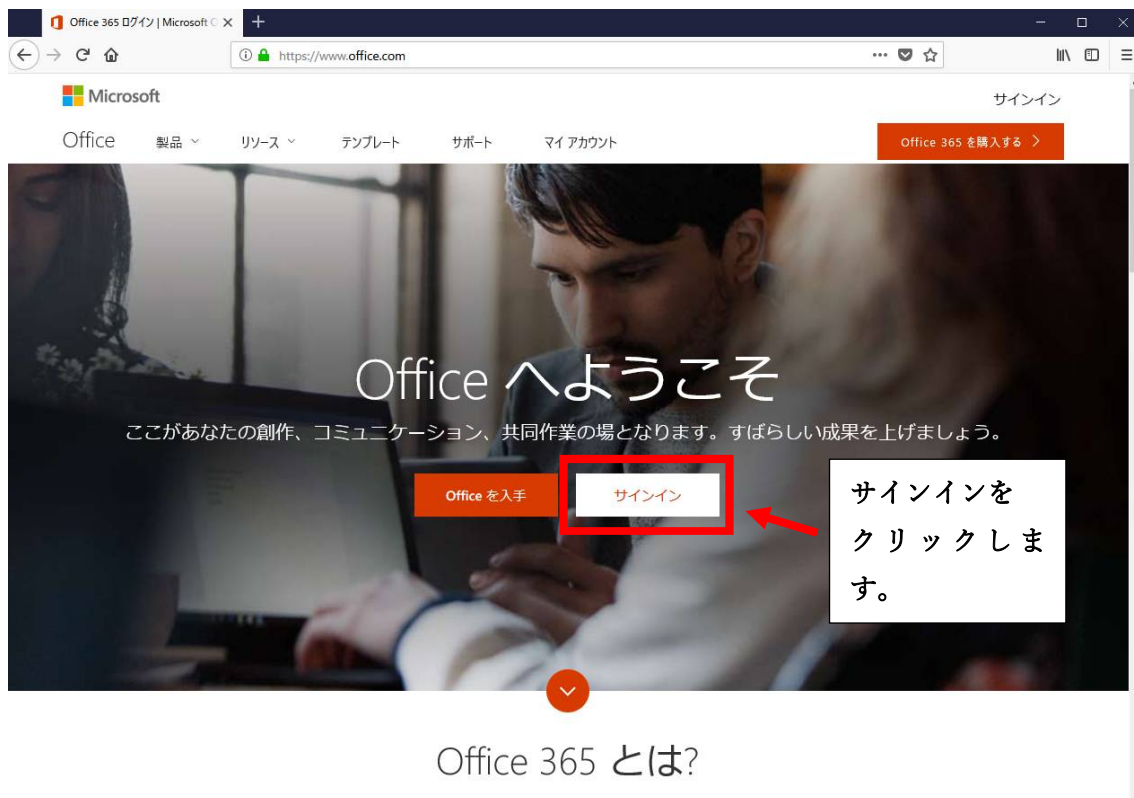 Office 365 ログイン | Microsoft O
https://www.office.com
Microsoft
サインイン
Office 製品 リソース テンプレート サポート マイ アカウント
Office 365 を購入する
Office へようこそ
ここがあなたの創作、コミュニケーション、共同作業の場となります。すばらしい成果を上げましょう。
Office を入手
サインイン
サインインを
クリックしま
す。
Office 365 とは?